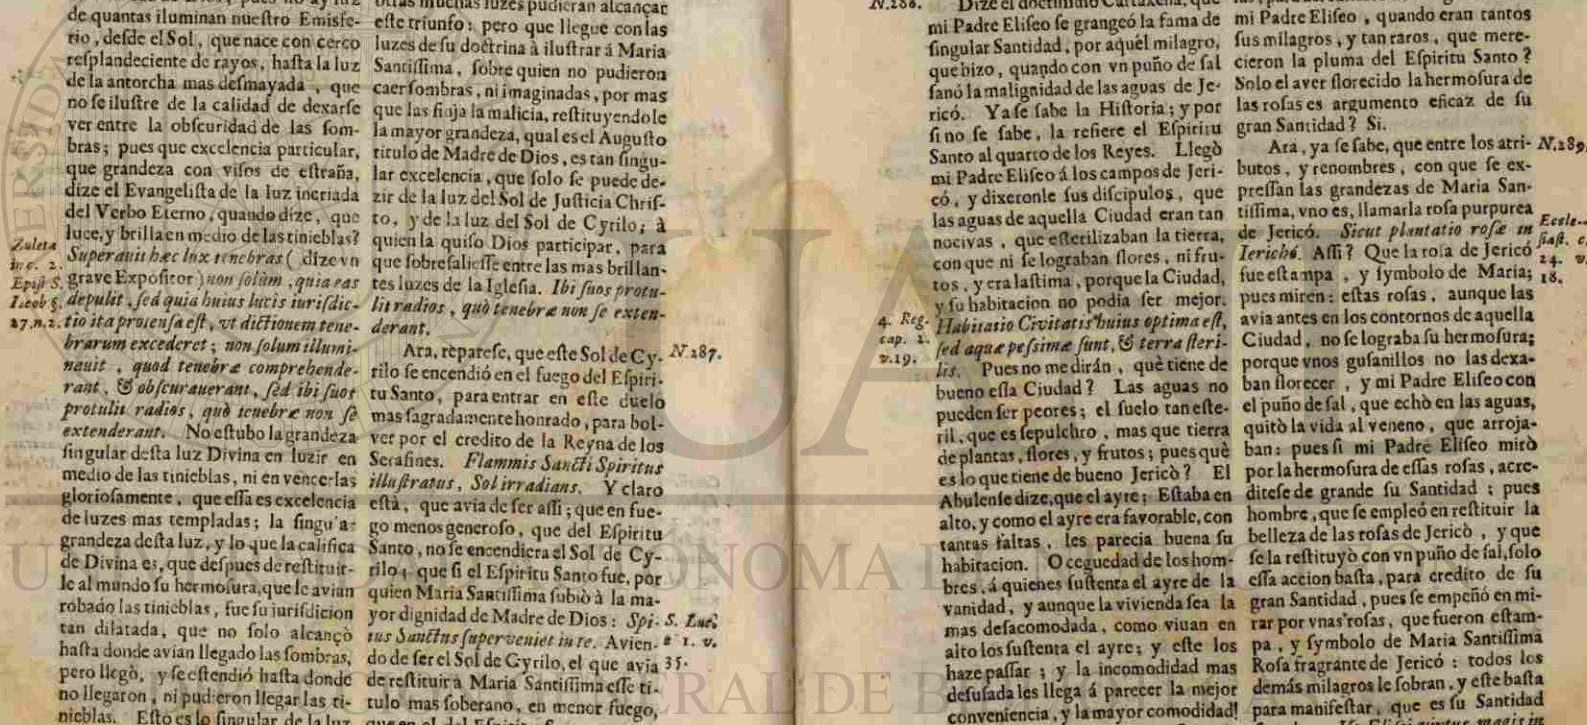 de quantas iluminan nuestro Emisfe-
rio, desde el Sol, que nace con cerco
resplandeciente de rayos, hasta la luz
de la antorcha mas desmayada, que
no se ilustre de la calidad de dexarse
ver entre la obscuridad de las som-
bras; pues que excelencia particular,
que grandeza con visos de estraña,
dize el Evangelista de la luz increada
del Verbo Eterno, quando dize, que
luce, y brilla en medio de las tinieblas?
Superauit hæc lux tenebras (dize vn
grave Expositor) non solùm, quia eas
depulit, sed quia huius lucis iurisdic-
tio ita protensa est, vt dictionem tene-
brarum excederet; non solum illumi-
nauit, quod tenebræ comprehende-
rant, & obscurauerant, sed ibi suos
protulit radios, quò tenebræ non se
extenderant. No estubo la grandeza
singular desta luz Divina en luzir en
medio de las tinieblas, ni en vencerlas
gloriosamente, que essa es excelencia
de luzes mas templadas; la singular
grandeza desta luz, y lo que la califica
de Divina es, que despues de restituir-
le al mundo su hermosura, que le avian
robado las tinieblas, fue su iurisdicion
tan dilatada, que no solo alcançò
hasta donde avian llegado las sombras,
pero llegò, y se estendió hasta donde
no llegaron, ni pudieron llegar las ti-
nieblas. Esto es lo singular de la luz
Zuleta
in c. 2.
Epist S.
Iacob §.
27.n.2.
otras muchas luzes pudieran alcançar
este triunfo: pero que llegue con las
luzes de su doctrina à ilustrar á Maria
Santissima, sobre quien no pudieron
caer sombras, ni imaginadas, por mas
que las finja la malicia, restituyendole
la mayor grandeza, qual es el Augusto
titulo de Madre de Dios, es tan singu-
lar excelencia, que solo se puede de-
zir de la luz del Sol de Justicia Chris-
to, y de la luz del Sol de Cyrilo; à
quien la quiso Dios participar, para
que sobresaliesse entre las mas brillan-
tes luzes de la Iglesia. Ibi suos protu-
lit radios, quò tenebræ non se exten-
derant.
Ara, reparese, que este Sol de Cy-
rilo se encendió en el fuego del Espiri-
tu Santo, para entrar en este duelo
mas sagradamente honrado, para bol-
ver por el credito de la Reyna de los
Serafines. Flammis Sancti Spiritus
illustratus, Sol irradians. Y claro
está, que avia de ser assi; que en fue-
go menos generoso, que del Espiritu
Santo, no se encendiera el Sol de Cy-
rilo; que si el Espiritu Santo fue, por
quien Maria Santissima subiò à la ma-
yor dignidad de Madre de Dios: Spi-
tus Sanctus superveniet in te. Avien-
do de ser el Sol de Cyrilo, el que avia
de restituir à Maria Santissima esse ti-
tulo mas soberano, en menor fuego,
N.287.
S. Luc.
1. v.
35.
N.288.
Dize el doctissimo Cartaxena, que
mi Padre Eliseo se grangeó la fama de
singular Santidad, por aquel milagro,
que hizo, quando con vn puño de sal
sanó la malignidad de las aguas de Je-
ricó. Ya se sabe la Historia; y por
si no se sabe, la refiere el Espiritu
Santo al quarto de los Reyes. Llegò
mi Padre Eliseo á los campos de Jeri-
có, y dixeronle sus discipulos, que
las aguas de aquella Ciudad eran tan
nocivas, que esterilizaban la tierra,
con que ni se lograban flores, ni fru-
tos, y era lastima, porque la Ciudad,
y su habitacion no podia ser mejor.
Habitatio Civitatis huius optima est,
sed aquæ pessimæ sunt, & terra steri-
lis. Pues no me dirán, què tiene de
bueno essa Ciudad? Las aguas no
pueden ser peores; el suelo tan este-
ril, que es sepulchro, mas que tierra
de plantas, flores, y frutos; pues què
es lo que tiene de bueno Jericò? El
Abulense dize, que el ayre; Estaba en
alto, y como el ayre era favorable, con
tantas faltas, les parecia buena su
habitacion. O ceguedad de los hom-
bres, á quienes sustenta el ayre de la
vanidad, y aunque la vivienda sea la
mas desacomodada, como viuan en
alto los sustenta el ayre; y este los
haze passar; y la incomodidad mas
desusada les llega á parecer la mejor
conveniencia, y la mayor comodidad!
4. Reg.
cap. 2.
v.19.
mi Padre Eliseo, quando eran tantos
sus milagros, y tan raros, que mere-
cieron la pluma del Espiritu Santo?
Solo el aver florecido la hermosura de
las rosas es argumento eficaz de su
gran Santidad? Si.
Ara, ya se sabe, que entre los atri-
butos, y renombres, con que se ex-
pressan las grandezas de Maria San-
tissima, vno es, llamarla rosa purpurea
de Jericó. Sicut plantatio rosæ in
Ierichó. Assi? Que la rosa de Jericó
fue estampa, y symbolo de Maria;
pues miren: estas rosas, aunque las
avia antes en los contornos de aquella
Ciudad, no se lograba su hermosura;
porque vnos gusanillos no las dexa-
ban florecer, y mi Padre Eliseo con
el puño de sal, que echò en las aguas,
quitò la vida al veneno, que arroja-
ban: pues si mi Padre Eliseo mirò
por la hermosura de essas rosas, acre-
ditese de grande su Santidad; pues
hombre, que se empleó en restituir la
belleza de las rosas de Jericò, y que
se la restituyò con vn puño de sal, solo
essa accion basta, para credito de su
gran Santidad, pues se empeñó en mi-
rar por vnas rosas, que fueron estam-
pa, y symbolo de Maria Santissima
Rosa fragrante de Jericó: todos los
demás milagros le sobran, y este basta
para manifestar, que es su Santidad
N.289.
Eccle-
siast. c.
24. v.
18.